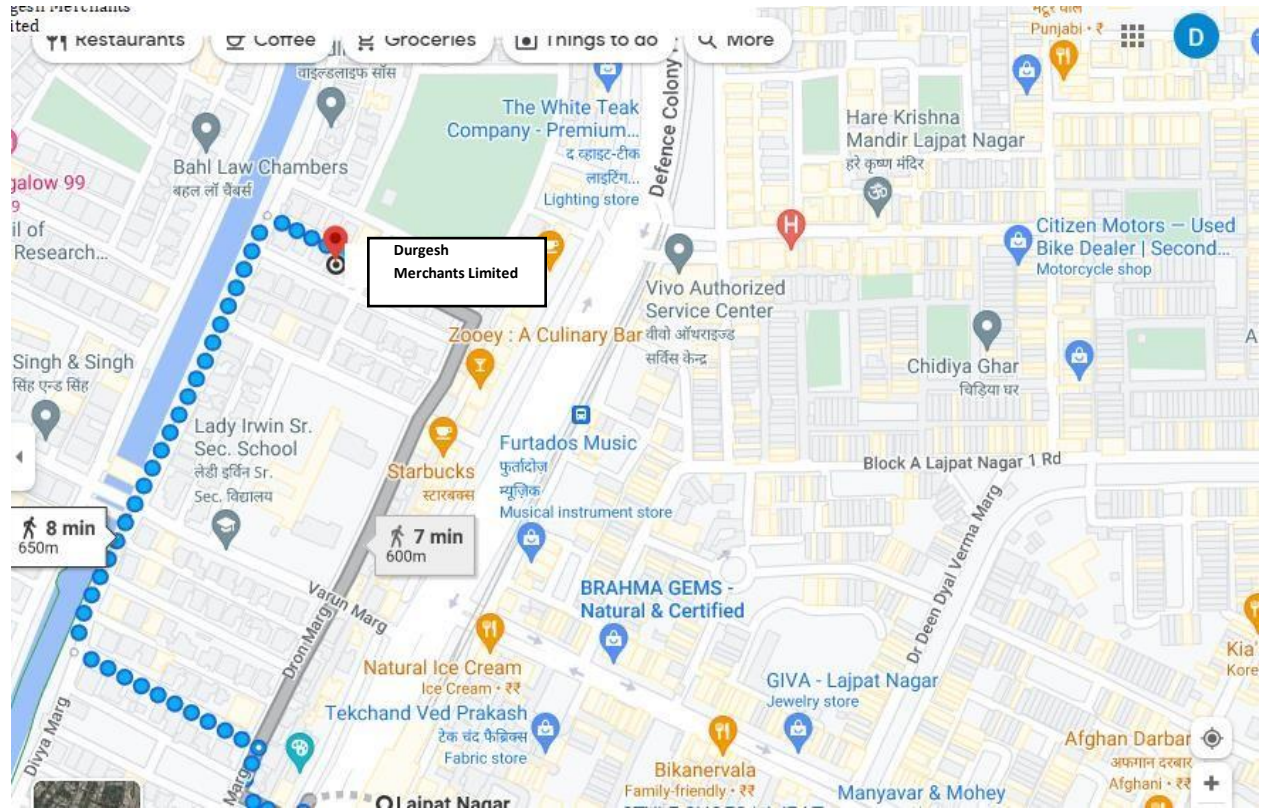 gesh Merchants
ited
Restaurants
Coffee
Groceries
Things to do
More
D
Punjabi · ₹
वाइल्डलाइफ सॉस
The White Teak
Company - Premium...
द व्हाइट-टीक
लाइटिंग...
Lighting store
Defence Colony
Hare Krishna
Mandir Lajpat Nagar
हरे कृष्ण मंदिर
Bahl Law Chambers
बहल लॉ चैंबर्स
galow 99
9
il of
Research...
H
Citizen Motors — Used
Bike Dealer | Second...
Motorcycle shop
Durgesh
Merchants Limited
Vivo Authorized
Service Center
वीवो ऑथराइज्ड
सर्विस केन्द्र
Zooey : A Culinary Bar
Singh & Singh
सिंह एन्ड सिंह
Chidiya Ghar
चिड़िया घर
A
Lady Irwin Sr.
Sec. School
लेडी इर्विन Sr.
Sec. विद्यालय
Starbucks
स्टारबक्स
Furtados Music
फुर्तादोज़
म्यूज़िक
Musical instrument store
Block A Lajpat Nagar 1 Rd
8 min
650m
7 min
600m
Dr Deen Dyal Verma Marg
Varun Marg
Dron Marg
BRAHMA GEMS -
Natural & Certified
Natural Ice Cream
Ice Cream · ₹₹
GIVA - Lajpat Nagar
Jewelry store
Kia'
Kore
Tekchand Ved Prakash
टेक चंद फैब्रिक्स
Fabric store
Divya Marg
Marg
Bikanervala
Family-friendly · ₹₹
Afghan Darbar
अफगान दरबार
Afghani · ₹₹
Manyavar & Mohey
Lajpat Nagar